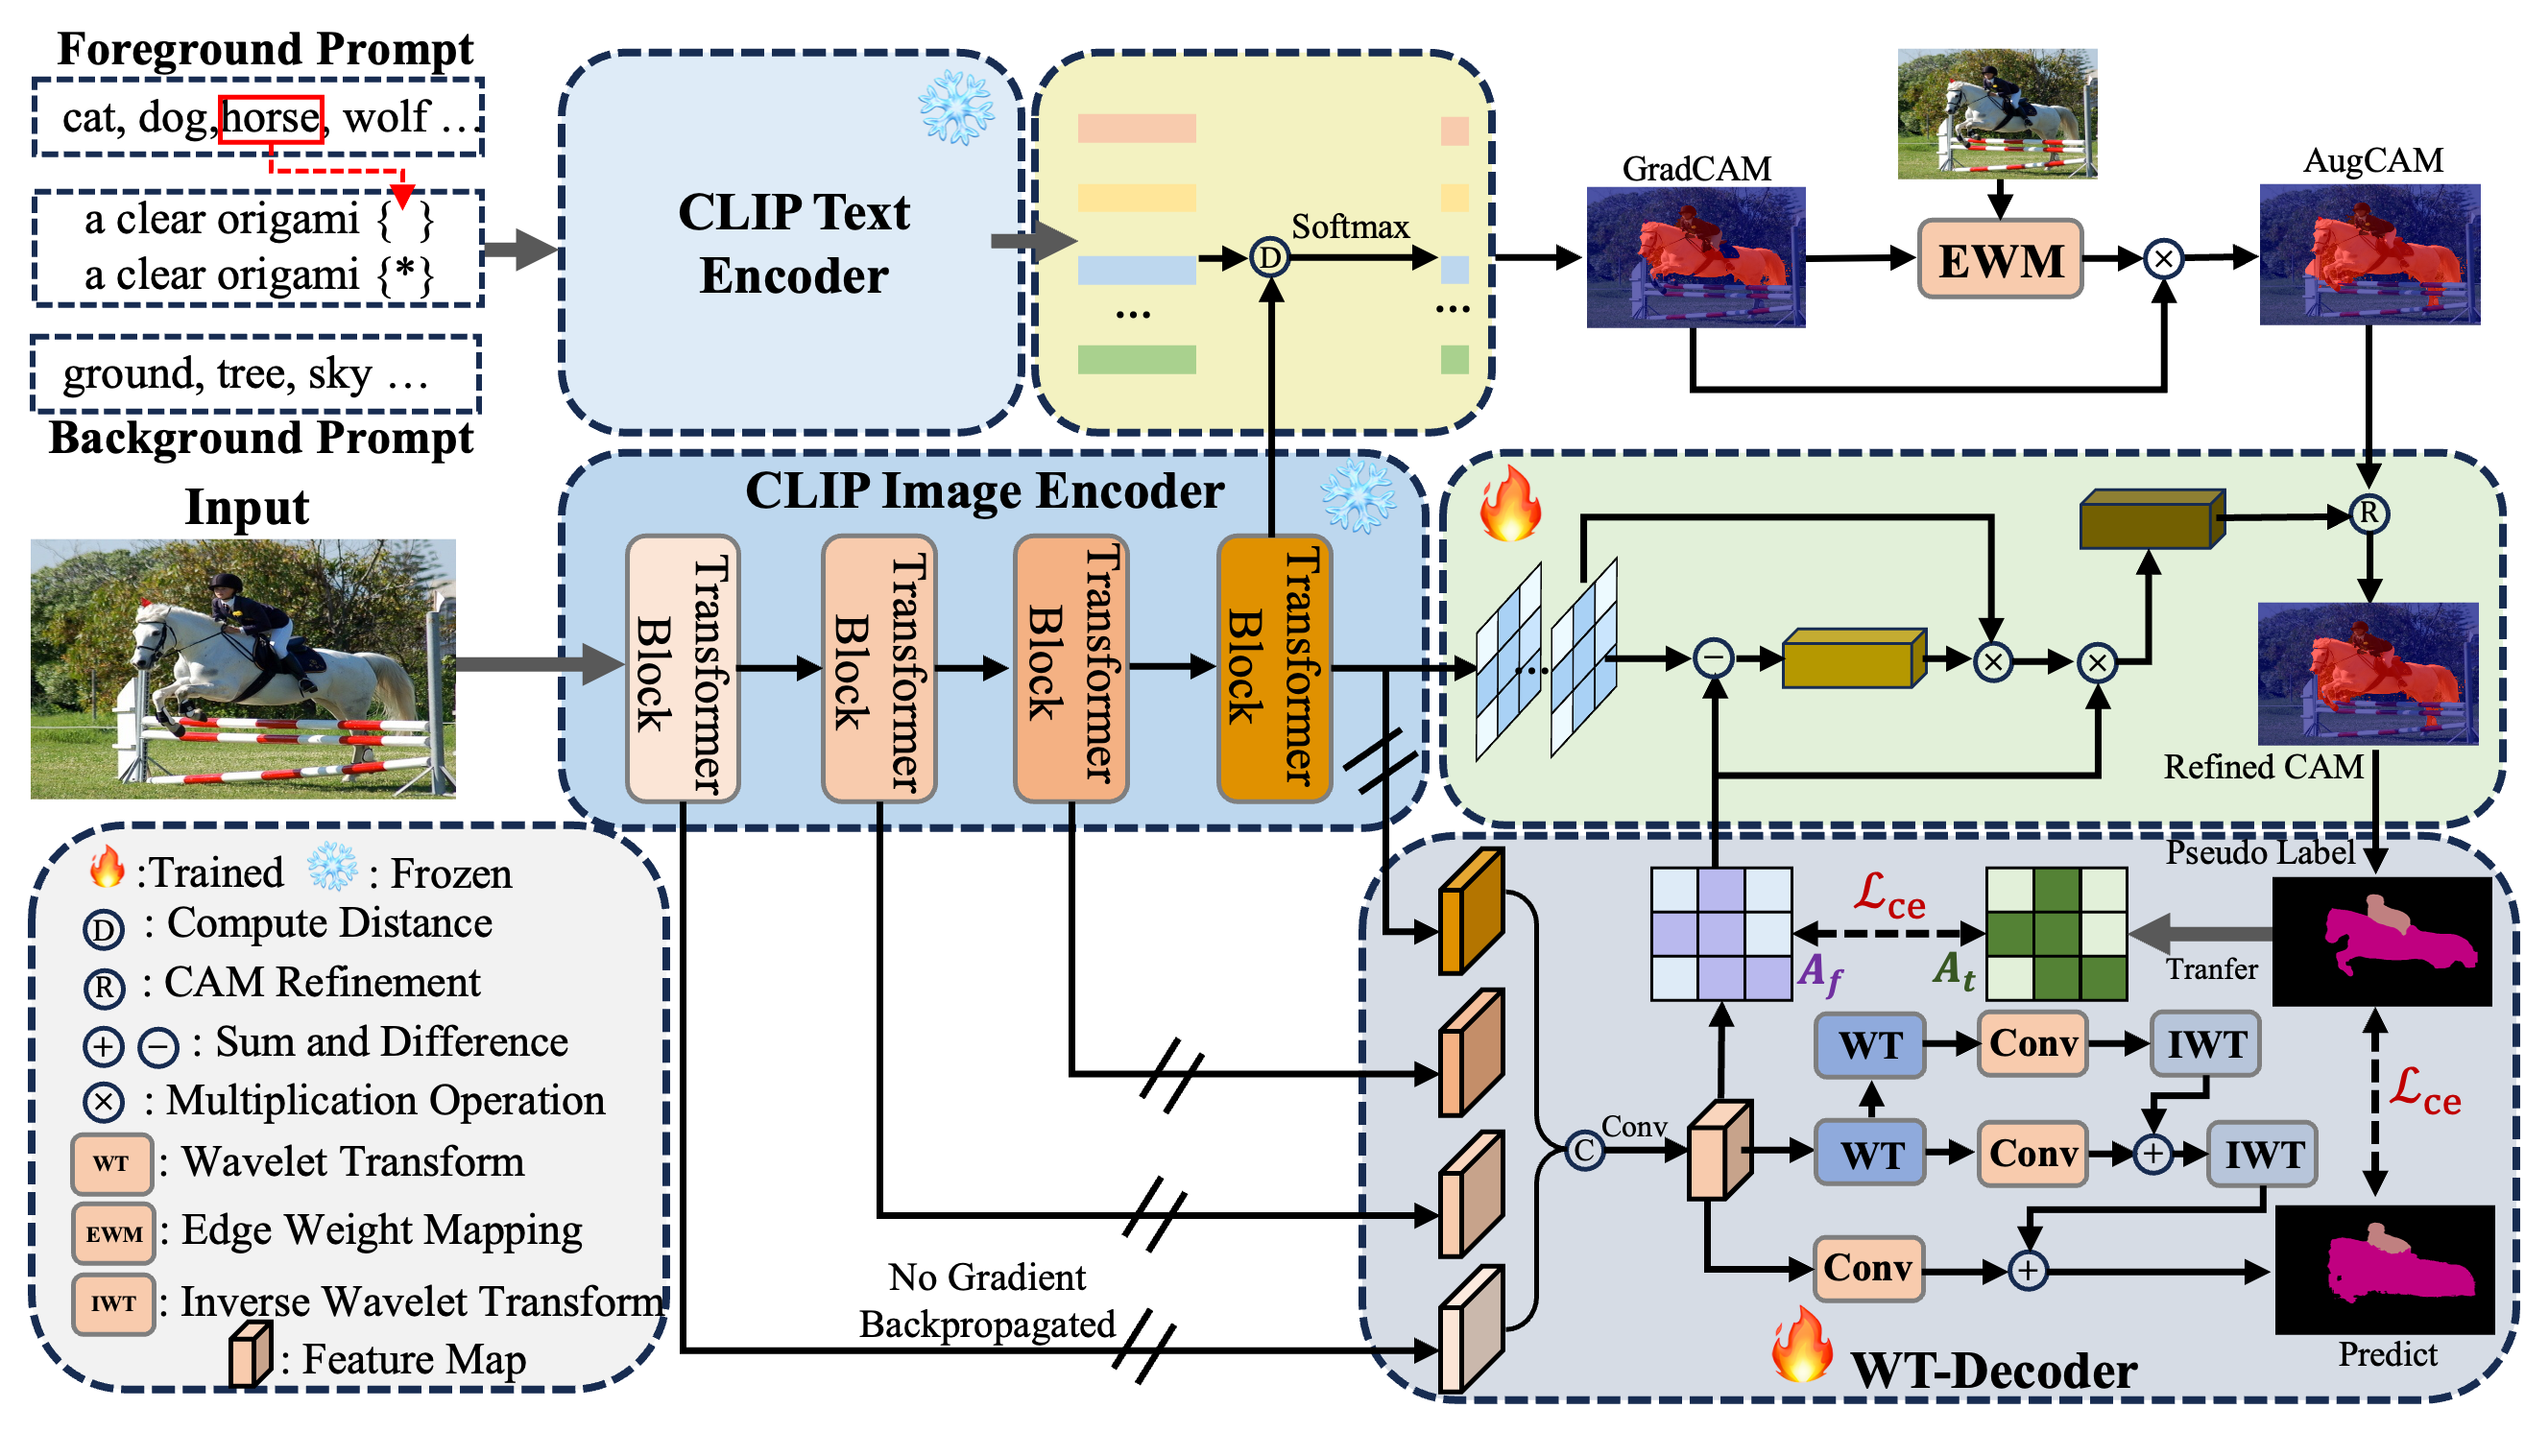 Foreground Prompt
cat, dog, horse, wolf …
a clear origami { }
a clear origami {*}
ground, tree, sky …
Background Prompt
Input
CLIP Text
Encoder
...
D
Softmax
...
GradCAM
EWM
×
AugCAM
CLIP Image Encoder
Transformer
Block
Transformer
Block
Transformer
Block
Transformer
Block
...
−
×
×
R
Refined CAM
:Trained
: Frozen
D : Compute Distance
R : CAM Refinement
+ − : Sum and Difference
× : Multiplication Operation
WT : Wavelet Transform
EWM : Edge Weight Mapping
IWT : Inverse Wavelet Transform
: Feature Map
No Gradient
Backpropagated
C
Conv
A_f
ℒce
A_t
Pseudo Label
Tranfer
WT
Conv
IWT
WT
Conv
+
IWT
Conv
+
ℒce
Predict
WT-Decoder